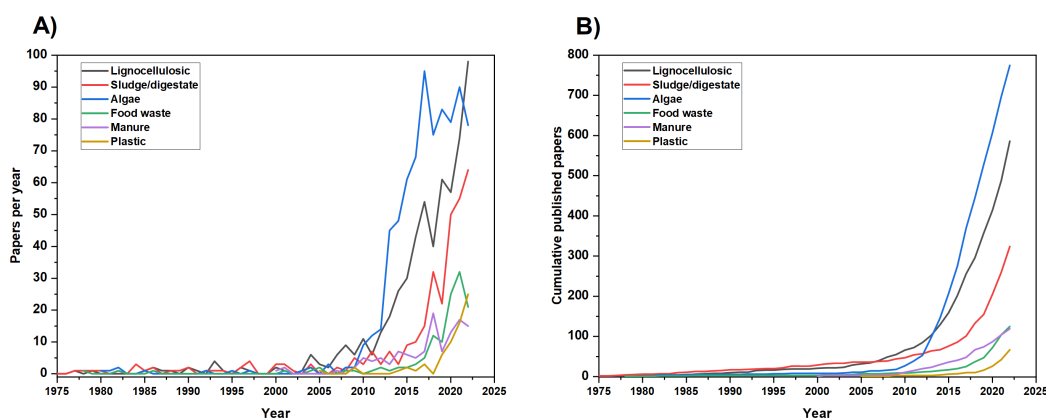 A)
Papers per year
100
90
80
70
60
50
40
30
20
10
0
Lignocellulosic
Sludge/digestate
Algae
Food waste
Manure
Plastic
1975 1980 1985 1990 1995 2000 2005 2010 2015 2020 2025
Year
B)
Cumulative published papers
800
700
600
500
400
300
200
100
0
Lignocellulosic
Sludge/digestate
Algae
Food waste
Manure
Plastic
1975 1980 1985 1990 1995 2000 2005 2010 2015 2020 2025
Year